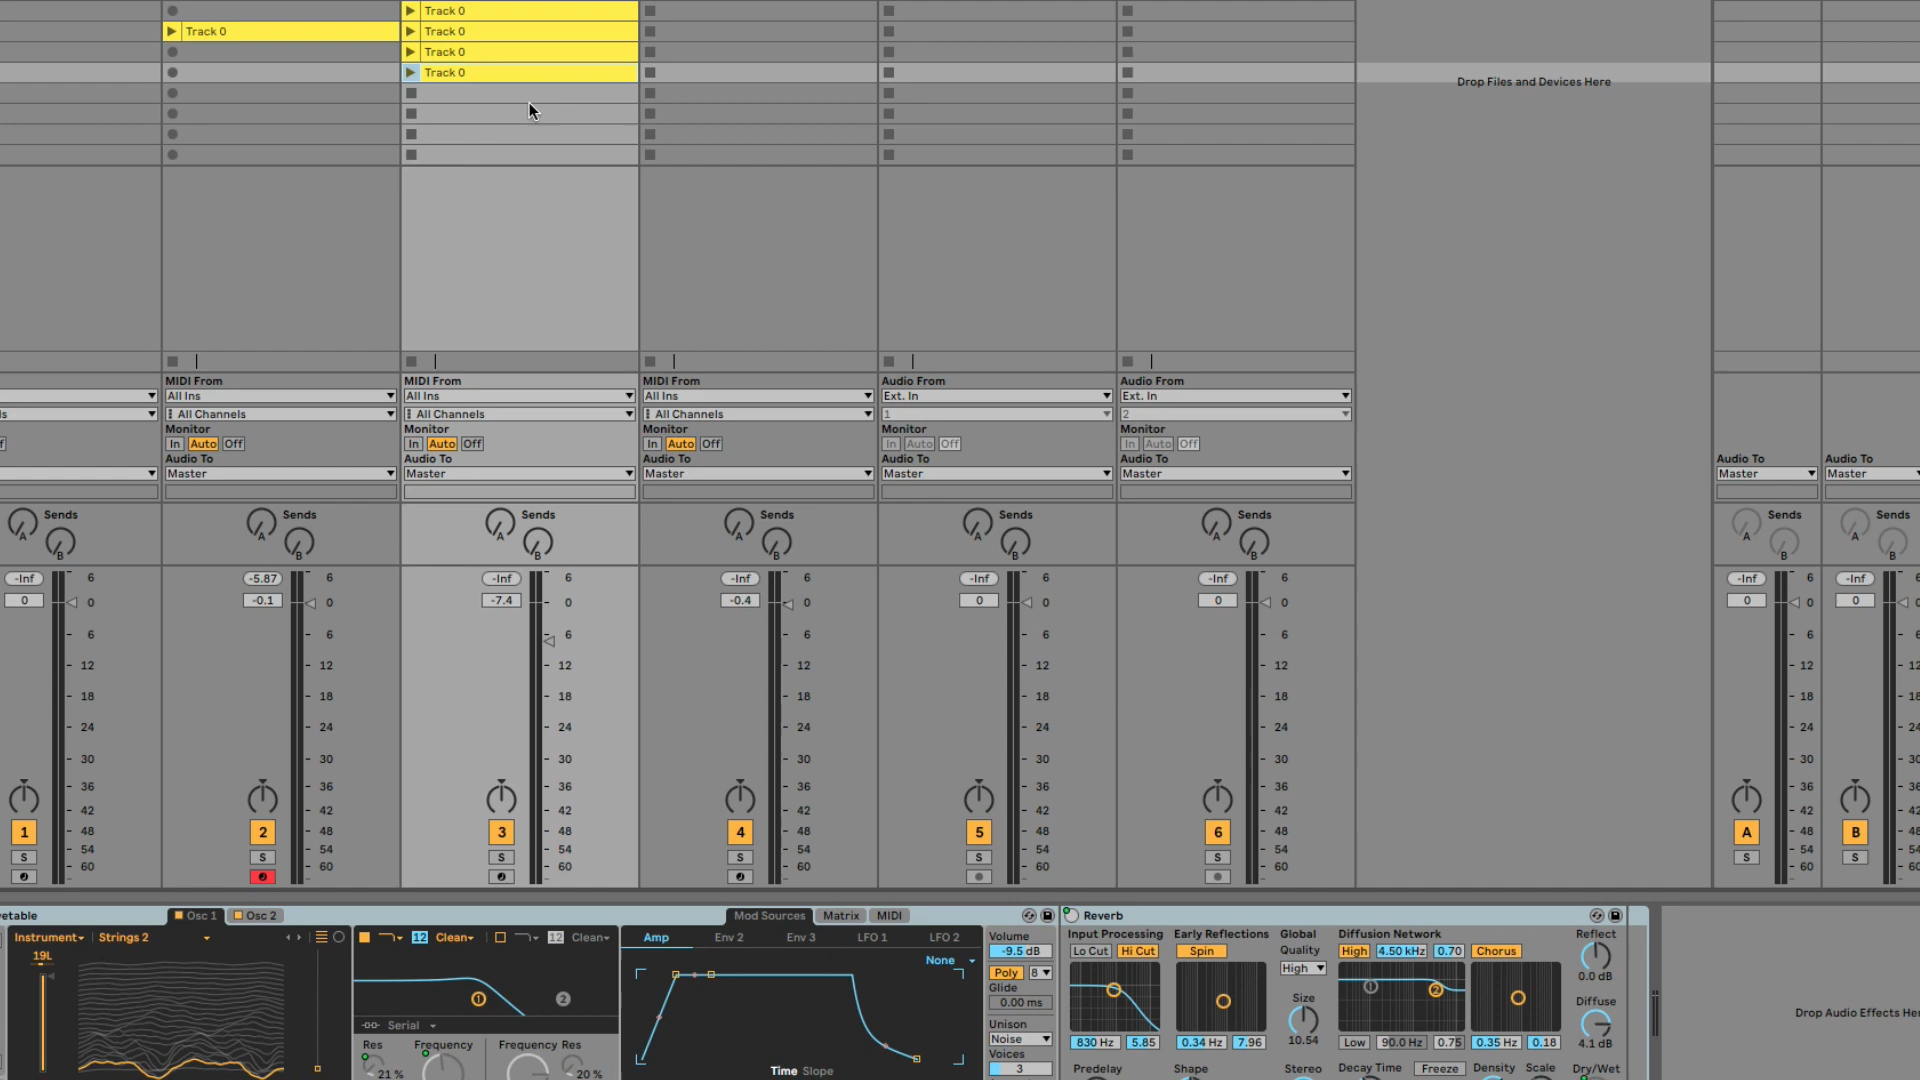 Track 0
Track 0 Track 0
Track 0
Track 0
Drop Files and Devices Here
MIDI From MIDI From MIDI From Audio From Audio From
All Ins All Ins All Ins Ext. In Ext. In
All Channels All Channels All Channels 1 2
Monitor Monitor Monitor Monitor Monitor
In Auto Off In Auto Off In Auto Off In Auto Off In Auto Off
Audio To Audio To Audio To Audio To Audio To Audio To Audio To
Master Master Master Master Master Master Master
Sends Sends Sends Sends Sends Sends Sends Sends
A A A A A A A A
B B B B B B B B
-Inf 6 -5.87 6 -Inf 6 -Inf 6 -Inf 6 -Inf 6 -Inf 6 -Inf
0 0 -0.1 0 -7.4 0 -0.4 0 0 0 0 0 0 0 0
6 6 6 6 6 6 6
12 12 12 12 12 12 12 12
18 18 18 18 18 18 18 18
24 24 24 24 24 24 24 24
30 30 30 30 30 30 30 30
36 36 36 36 36 36 36 36
42 42 42 42 42 42 42 42
1 48 2 48 3 48 4 48 5 48 6 48 A 48 B
S 54 S 54 S 54 S 54 S 54 S 54 S 54 S
60 60 60 60 60 60 60 60
etable Osc 1 Osc 2 Mod Sources Matrix MIDI Reverb
Instrument Strings 2 12 Clean 12 Clean Amp Env 2 Env 3 LFO 1 LFO 2 Volume Input Processing Early Reflections Global Diffusion Network Reflect
19L None -9.5 dB Lo Cut Hi Cut Spin Quality High 4.50 kHz 0.70 Chorus
Poly 8 High 0.0 dB
Glide
0.00 ms 1 2 Size Diffuse
Unison
Serial Noise 10.54 4.1 dB
Res Frequency Frequency Res Voices 830 Hz 5.85 0.34 Hz 7.96 Low 90.0 Hz 0.75 0.35 Hz 0.18
21 % 20 % Time Slope 3 Predelay Shape Stereo Decay Time Freeze Density Scale Dry/Wet
Drop Audio Effects He